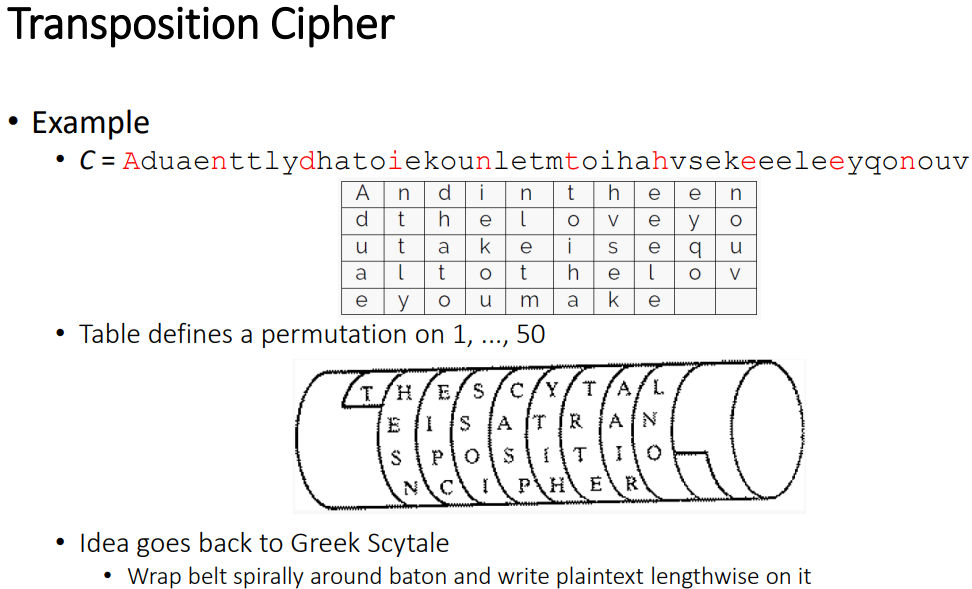 Transposition Cipher
• Example
• C = Aduaenttlydhatoiekounletmtoihahvsekeeeleeyqonouv
A n d i n t h e e n
d t h e l o v e y o
u t a k e i s e q u
a l t o t h e l o v
e y o u m a k e
• Table defines a permutation on 1, ..., 50
T H E S C Y T A L
E I S A T R A N
S P O S I T I O
N C I P H E R
• Idea goes back to Greek Scytale
• Wrap belt spirally around baton and write plaintext lengthwise on it